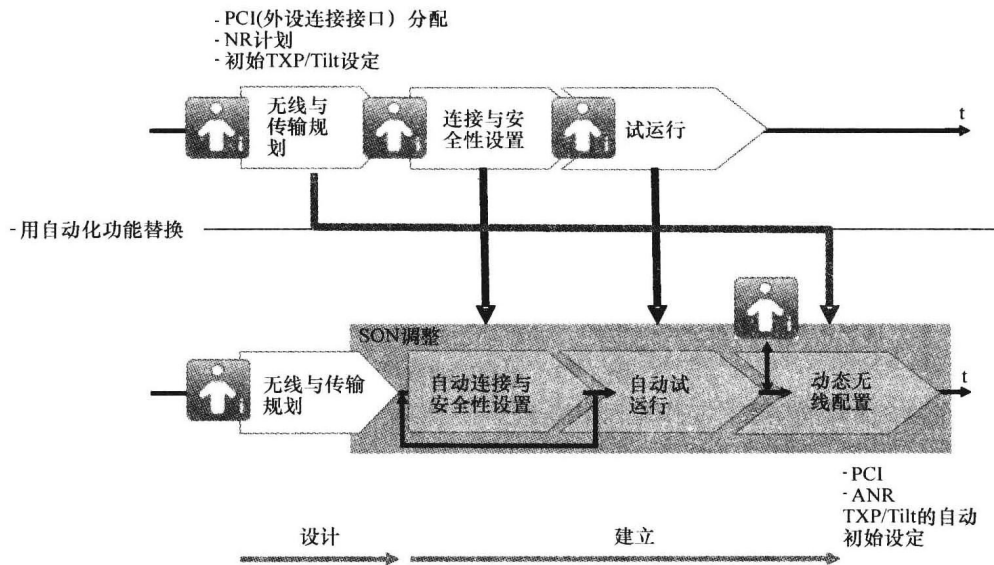 - PCI(外设连接接口）分配
- NR计划
- 初始TXP/Tilt设定
无线与
传输规
划
连接与安
全性设置
试运行
t
- 用自动化功能替换
SON调整
无线与传输
规划
自动连接与
安全性设置
自动试
运行
动态无
线配置
t
- PCI
- ANR
TXP/Tilt的自动
初始设定
设计
建立